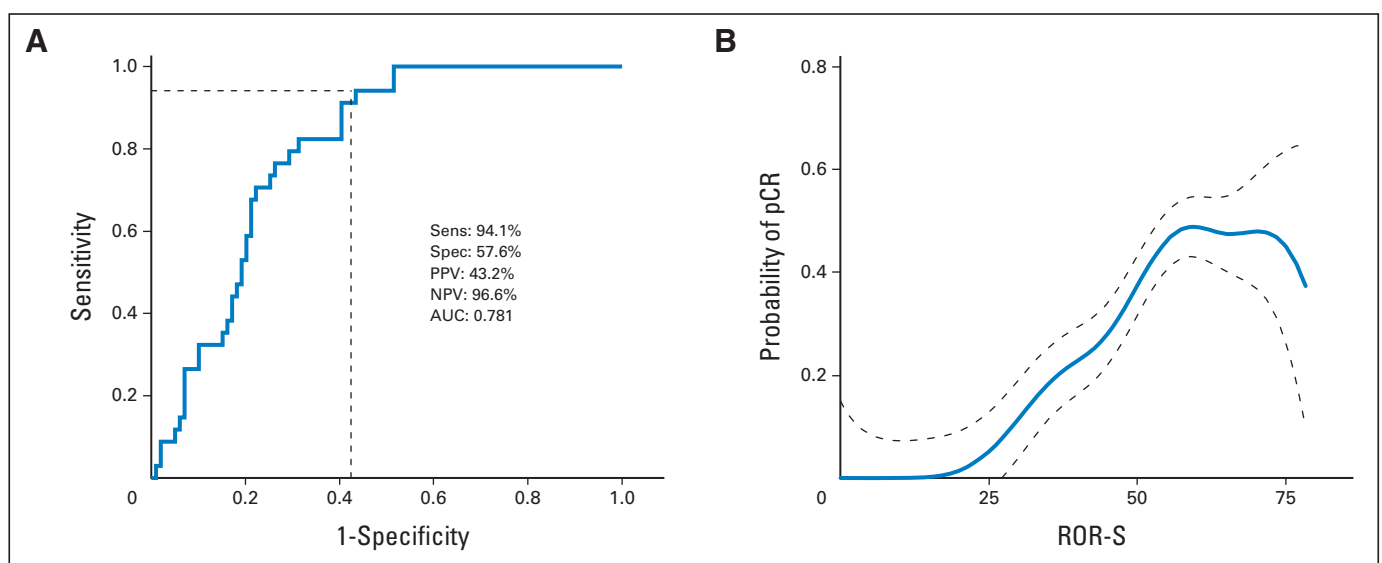 A
Sensitivity
1.0
0.8
0.6
0.4
0.2
0
0.2
0.4
0.6
0.8
1.0
1-Specificity
Sens: 94.1%
Spec: 57.6%
PPV: 43.2%
NPV: 96.6%
AUC: 0.781
B
Probability of pCR
0.8
0.6
0.4
0.2
0
25
50
75
ROR-S